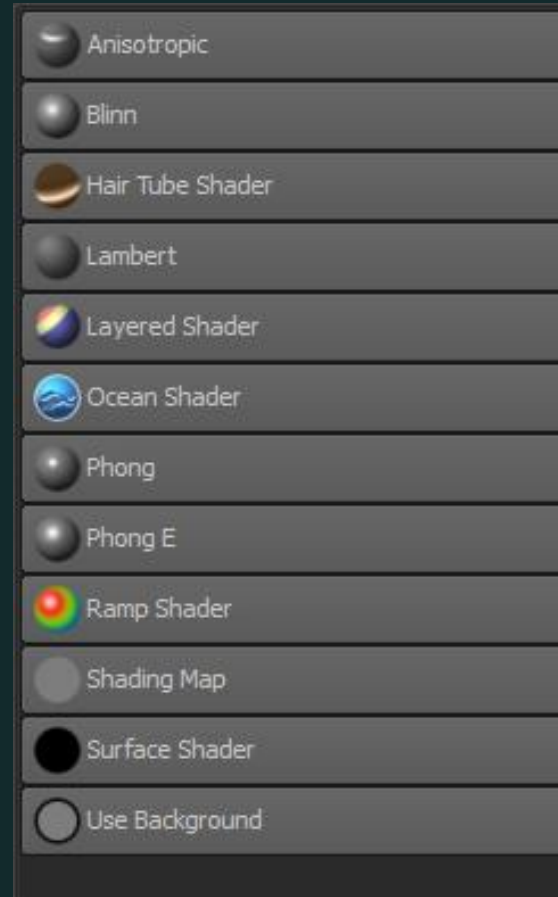 Anisotropic
Blinn
Hair Tube Shader
Lambert
Layered Shader
Ocean Shader
Phong
Phong E
Ramp Shader
Shading Map
Surface Shader
Use Background